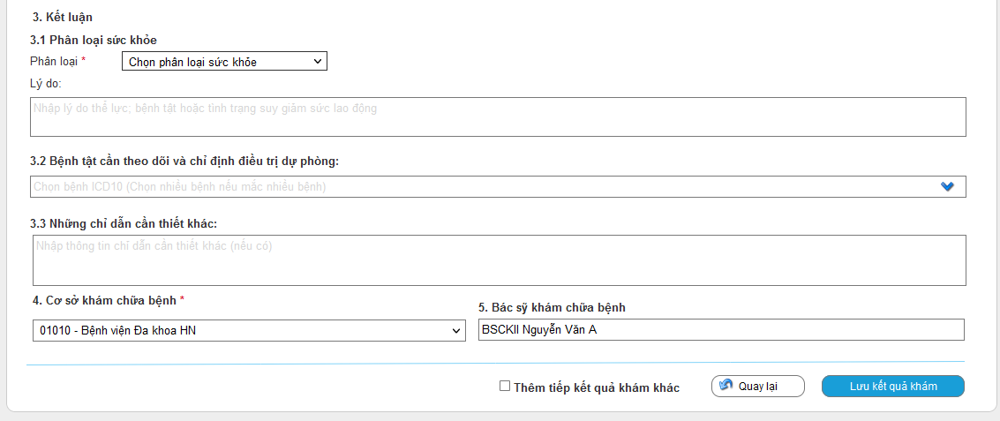 3. Kết luận
3.1 Phân loại sức khỏe
Phân loại * Chọn phân loại sức khỏe
Lý do:
Nhập lý do thể lực; bệnh tật hoặc tình trạng suy giảm sức lao động
3.2 Bệnh tật cần theo dõi và chỉ định điều trị dự phòng:
Chọn bệnh ICD10 (Chọn nhiều bệnh nếu mắc nhiều bệnh)
3.3 Những chỉ dẫn cần thiết khác:
Nhập thông tin chỉ dẫn cần thiết khác (nếu có)
4. Cơ sở khám chữa bệnh *
5. Bác sỹ khám chữa bệnh
01010 - Bệnh viện Đa khoa HN
BSCKII Nguyễn Văn A
Thêm tiếp kết quả khám khác
Quay lại
Lưu kết quả khám